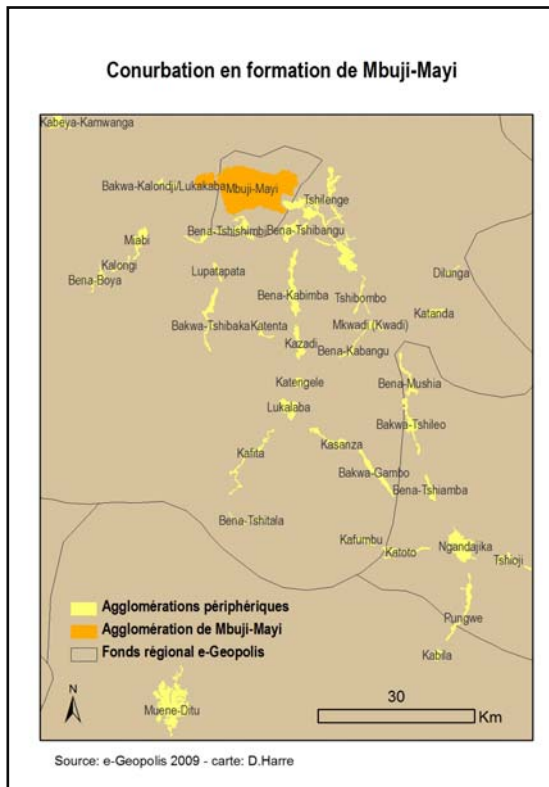 Conurbation en formation de Mbuji-Mayi
Kabeya-Kamwanga
Bakwa-Kalondji/Lukakaba
Mbuji-Mayi
Tshilenge
Miabi
Bena-Tshishimbi
Bena-Tshibangu
Kalongi
Bena-Boya
Lupatapata
Dilunga
Bena-Kabimba
Tshibombo
Katanda
Bakwa-Tshibaka
Katenta
Mkwadi (Kwadi)
Kazadi
Bena-Kabangu
Katengele
Bena-Mushia
Lukalaba
Bakwa-Tshileo
Kafita
Kasanza
Bakwa-Gambo
Bena-Tshiamba
Bena-Tshitala
Kafumbu
Katoto
Ngandajika
Tshioji
Pungwe
Kabila
Agglomérations périphériques
Agglomération de Mbuji-Mayi
Fonds régional e-Geopolis
N
Muene-Ditu
30
Km
Source: e-Geopolis 2009 - carte: D.Harre